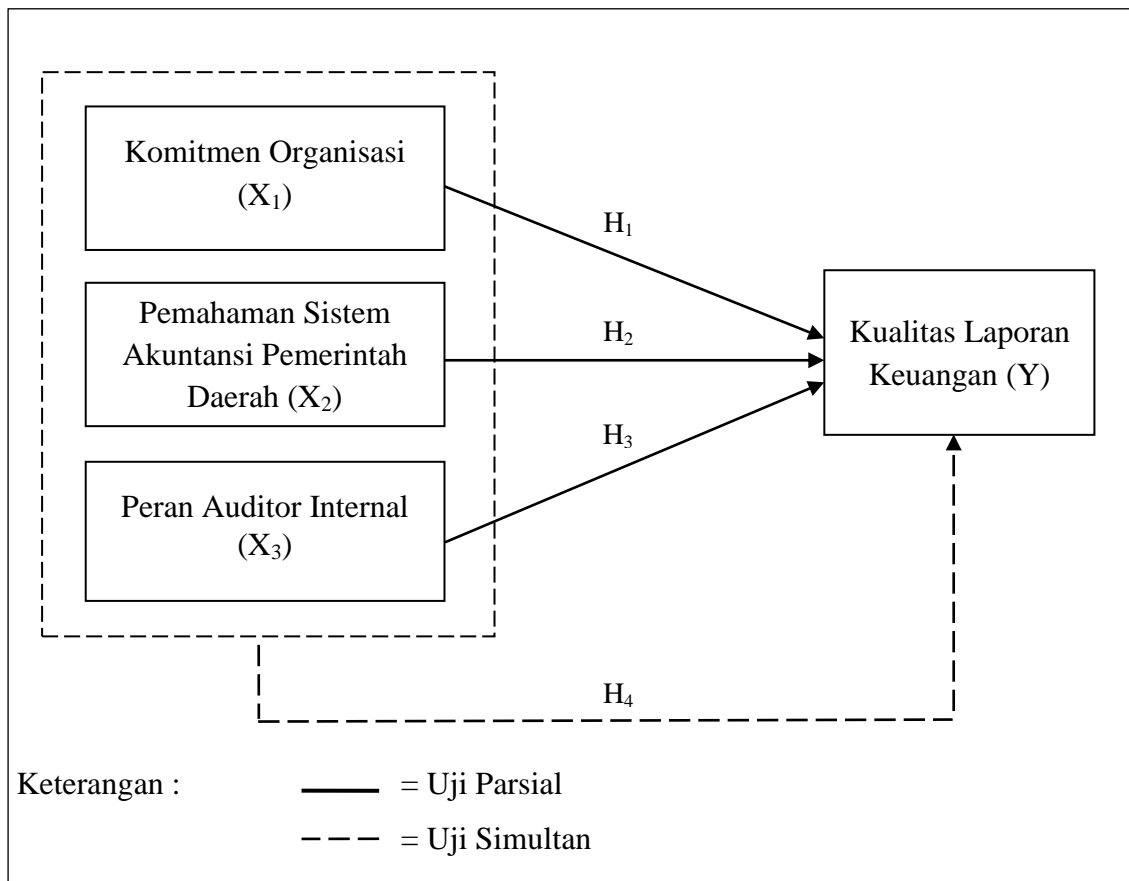 Komitmen Organisasi
(X₁)
H₁
Pemahaman Sistem
Akuntansi Pemerintah
Daerah (X₂)
H₂
Kualitas Laporan
Keuangan (Y)
H₃
Peran Auditor Internal
(X₃)
H₄
Keterangan :
= Uji Parsial
= Uji Simultan